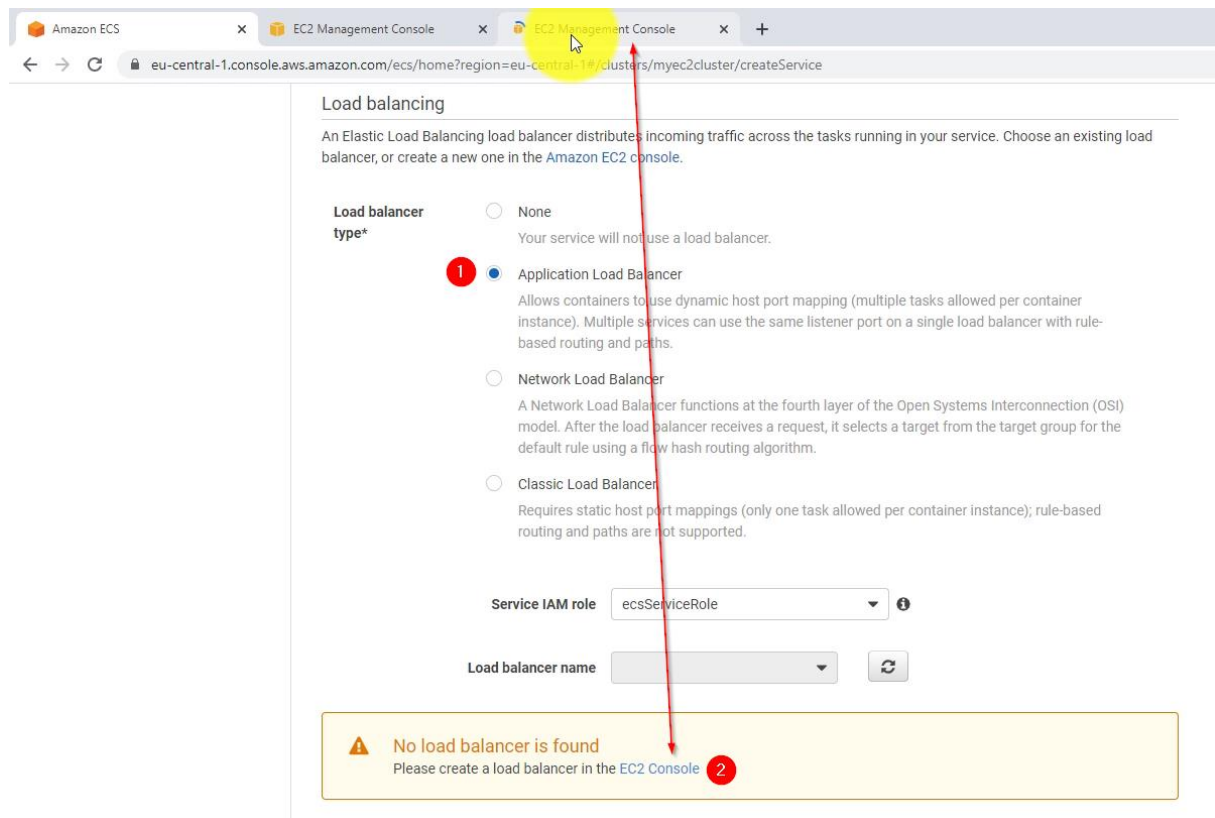 Amazon ECS
EC2 Management Console
EC2 Management Console
eu-central-1.console.aws.amazon.com/ecs/home?region=eu-central-1#/clusters/myec2cluster/createService
Load balancing
An Elastic Load Balancing load balancer distributes incoming traffic across the tasks running in your service. Choose an existing load
balancer, or create a new one in the Amazon EC2 console.
Load balancer
type*
None
Your service will not use a load balancer.
1
Application Load Balancer
Allows containers to use dynamic host port mapping (multiple tasks allowed per container
instance). Multiple services can use the same listener port on a single load balancer with rule-
based routing and paths.
Network Load Balancer
A Network Load Balancer functions at the fourth layer of the Open Systems Interconnection (OSI)
model. After the load balancer receives a request, it selects a target from the target group for the
default rule using a flow hash routing algorithm.
Classic Load Balancer
Requires static host port mappings (only one task allowed per container instance); rule-based
routing and paths are not supported.
Service IAM role ecsServiceRole
Load balancer name
No load balancer is found
Please create a load balancer in the EC2 Console 2